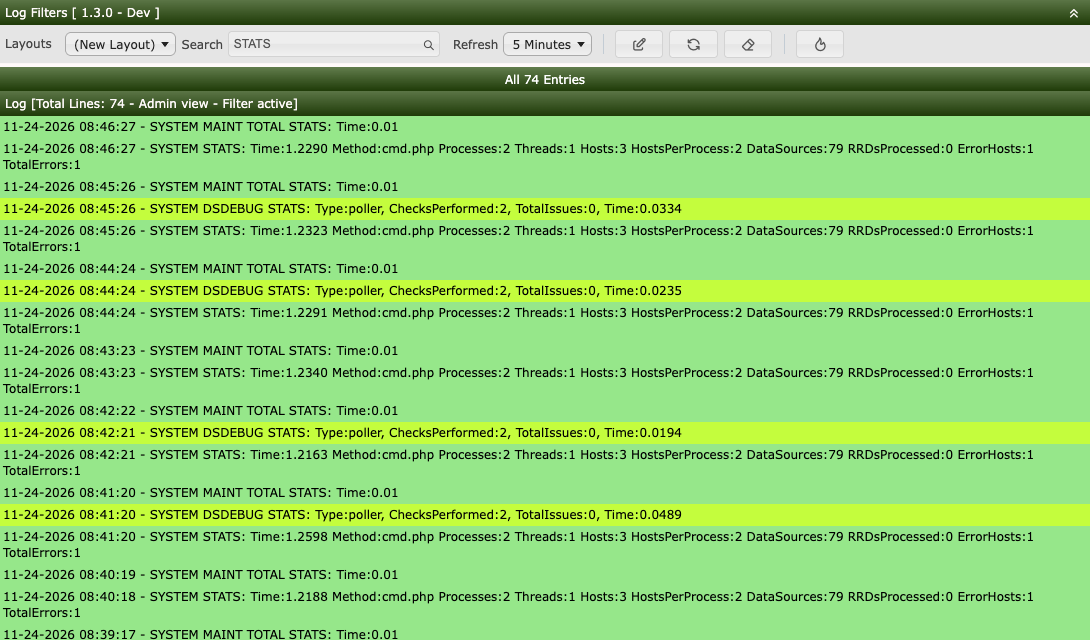 Log Filters [ 1.3.0 - Dev ]
Layouts (New Layout) Search STATS Refresh 5 Minutes
All 74 Entries
Log [Total Lines: 74 - Admin view - Filter active]
11-24-2026 08:46:27 - SYSTEM MAINT TOTAL STATS: Time:0.01
11-24-2026 08:46:27 - SYSTEM STATS: Time:1.2290 Method:cmd.php Processes:2 Threads:1 Hosts:3 HostsPerProcess:2 DataSources:79 RRDsProcessed:0 ErrorHosts:1
TotalErrors:1
11-24-2026 08:45:26 - SYSTEM MAINT TOTAL STATS: Time:0.01
11-24-2026 08:45:26 - SYSTEM DSDEBUG STATS: Type:poller, ChecksPerformed:2, TotalIssues:0, Time:0.0334
11-24-2026 08:45:26 - SYSTEM STATS: Time:1.2323 Method:cmd.php Processes:2 Threads:1 Hosts:3 HostsPerProcess:2 DataSources:79 RRDsProcessed:0 ErrorHosts:1
TotalErrors:1
11-24-2026 08:44:24 - SYSTEM MAINT TOTAL STATS: Time:0.01
11-24-2026 08:44:24 - SYSTEM DSDEBUG STATS: Type:poller, ChecksPerformed:2, TotalIssues:0, Time:0.0235
11-24-2026 08:44:24 - SYSTEM STATS: Time:1.2291 Method:cmd.php Processes:2 Threads:1 Hosts:3 HostsPerProcess:2 DataSources:79 RRDsProcessed:0 ErrorHosts:1
TotalErrors:1
11-24-2026 08:43:23 - SYSTEM MAINT TOTAL STATS: Time:0.01
11-24-2026 08:43:23 - SYSTEM STATS: Time:1.2340 Method:cmd.php Processes:2 Threads:1 Hosts:3 HostsPerProcess:2 DataSources:79 RRDsProcessed:0 ErrorHosts:1
TotalErrors:1
11-24-2026 08:42:22 - SYSTEM MAINT TOTAL STATS: Time:0.01
11-24-2026 08:42:21 - SYSTEM DSDEBUG STATS: Type:poller, ChecksPerformed:2, TotalIssues:0, Time:0.0194
11-24-2026 08:42:21 - SYSTEM STATS: Time:1.2163 Method:cmd.php Processes:2 Threads:1 Hosts:3 HostsPerProcess:2 DataSources:79 RRDsProcessed:0 ErrorHosts:1
TotalErrors:1
11-24-2026 08:41:20 - SYSTEM MAINT TOTAL STATS: Time:0.01
11-24-2026 08:41:20 - SYSTEM DSDEBUG STATS: Type:poller, ChecksPerformed:2, TotalIssues:0, Time:0.0489
11-24-2026 08:41:20 - SYSTEM STATS: Time:1.2598 Method:cmd.php Processes:2 Threads:1 Hosts:3 HostsPerProcess:2 DataSources:79 RRDsProcessed:0 ErrorHosts:1
TotalErrors:1
11-24-2026 08:40:19 - SYSTEM MAINT TOTAL STATS: Time:0.01
11-24-2026 08:40:18 - SYSTEM STATS: Time:1.2188 Method:cmd.php Processes:2 Threads:1 Hosts:3 HostsPerProcess:2 DataSources:79 RRDsProcessed:0 ErrorHosts:1
TotalErrors:1
11-24-2026 08:39:17 - SYSTEM MAINT TOTAL STATS: Time:0.01